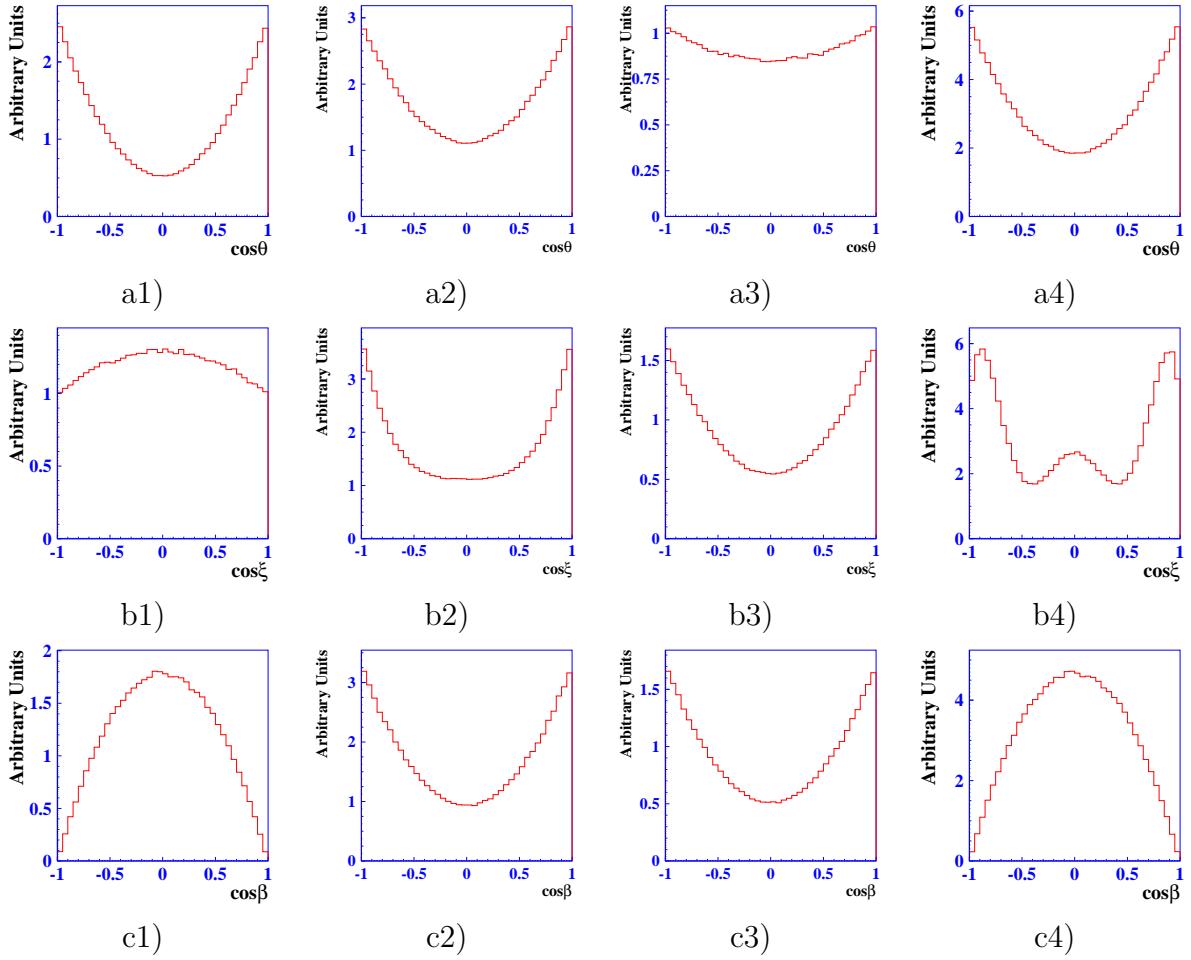 Arbitrary Units
2
1
0
-1 -0.5 0 0.5 1
cosθ
a1)
Arbitrary Units
3
2
1
0
-1 -0.5 0 0.5 1
cosθ
a2)
Arbitrary Units
1
0.75
0.5
0.25
0
-1 -0.5 0 0.5 1
cosθ
a3)
Arbitrary Units
6
4
2
0
-1 -0.5 0 0.5 1
cosθ
a4)
Arbitrary Units
1
0.5
0
-1 -0.5 0 0.5 1
cosξ
b1)
Arbitrary Units
3
2
1
0
-1 -0.5 0 0.5 1
cosξ
b2)
Arbitrary Units
1.5
1
0.5
0
-1 -0.5 0 0.5 1
cosξ
b3)
Arbitrary Units
6
4
2
0
-1 -0.5 0 0.5 1
cosξ
b4)
Arbitrary Units
2
1.5
1
0.5
0
-1 -0.5 0 0.5 1
cosβ
c1)
Arbitrary Units
3
2
1
0
-1 -0.5 0 0.5 1
cosβ
c2)
Arbitrary Units
1.5
1
0.5
0
-1 -0.5 0 0.5 1
cosβ
c3)
Arbitrary Units
4
2
0
-1 -0.5 0 0.5 1
cosβ
c4)